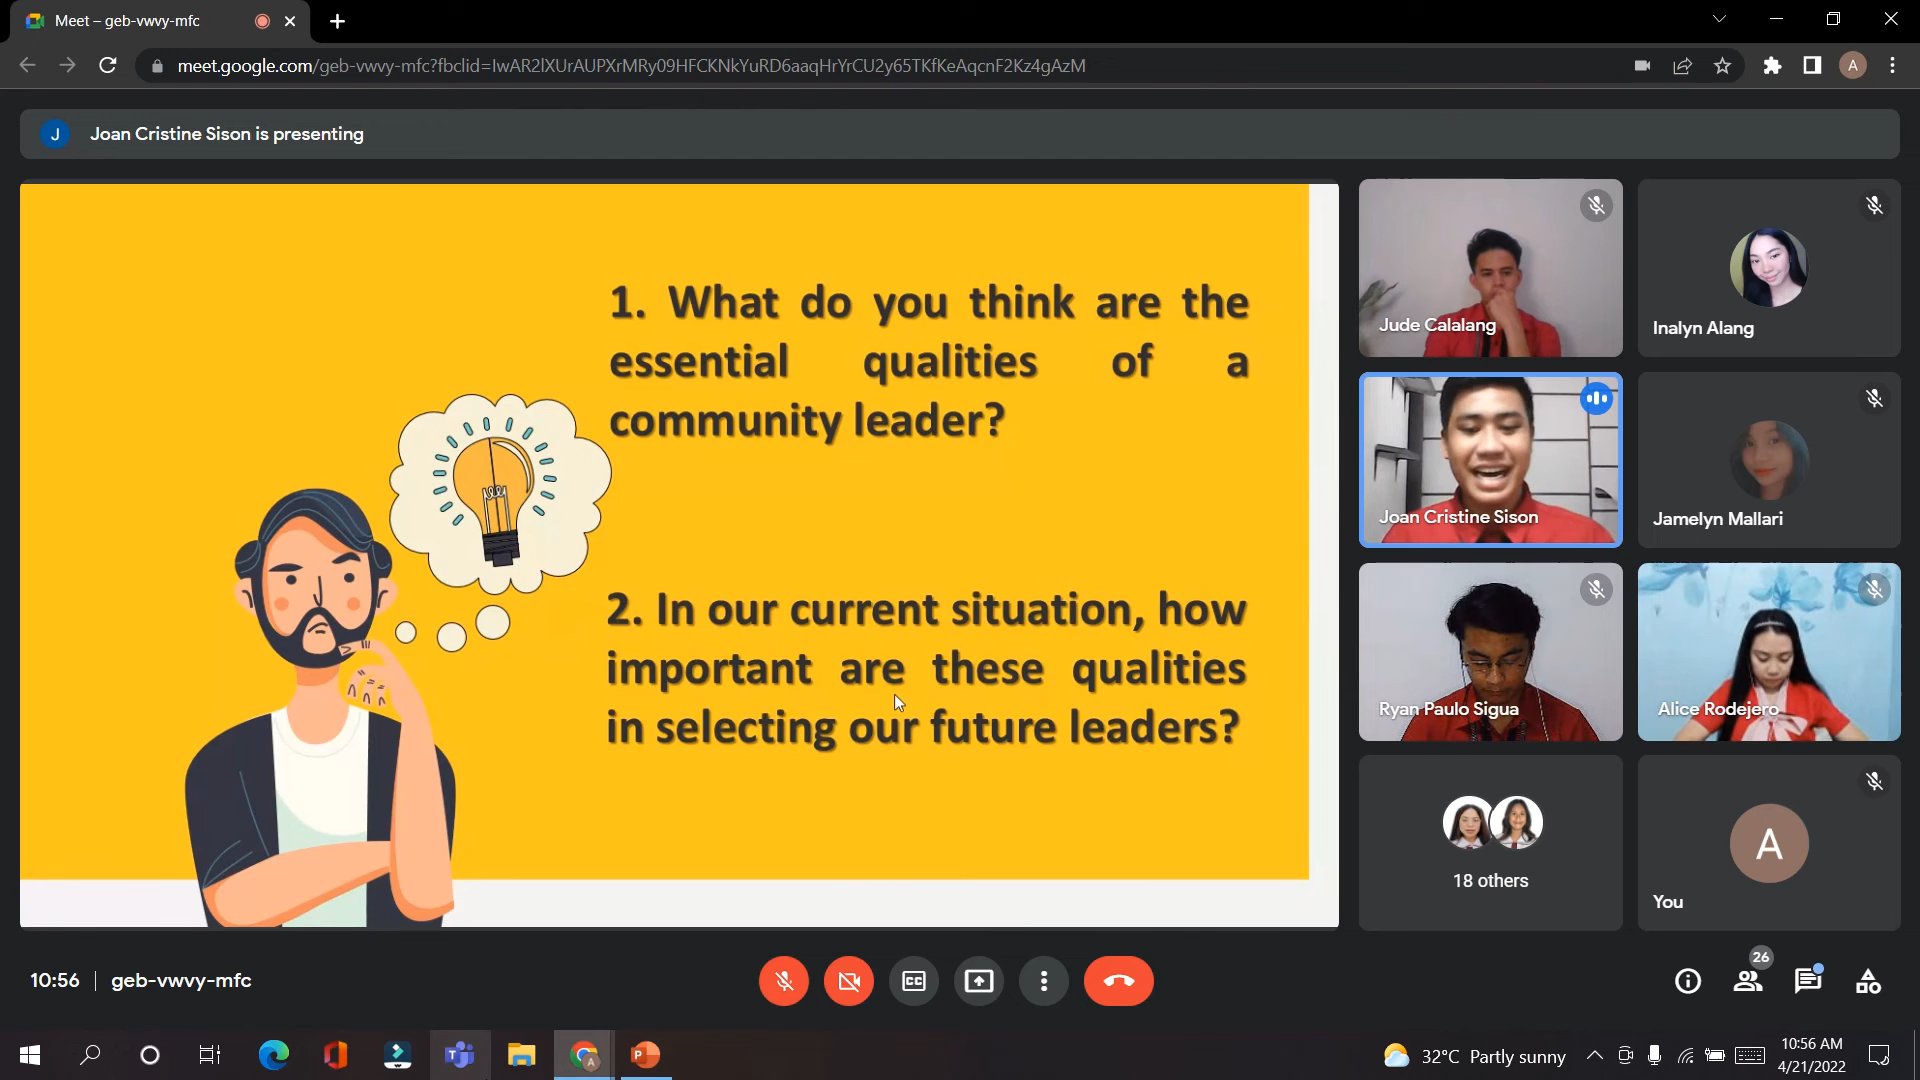 Meet – geb-vwvy-mfc
meet.google.com/geb-vwvy-mfc?fbclid=IwAR2lXUrAUPXrMRy09HFCKNkYuRD6aaqHrYrCU2y65TKfKeAqcnF2Kz4gAzM
A
J
Joan Cristine Sison is presenting
1. What do you think are the
essential qualities of a
community leader?
2. In our current situation, how
important are these qualities
in selecting our future leaders?
Jude Calalang
Inalyn Alang
Joan Cristine Sison
Jamelyn Mallari
Ryan Paulo Sigua
Alice Rodejero
18 others
A
You
10:56
geb-vwvy-mfc
CC
26
32°C Partly sunny
10:56 AM
4/21/2022